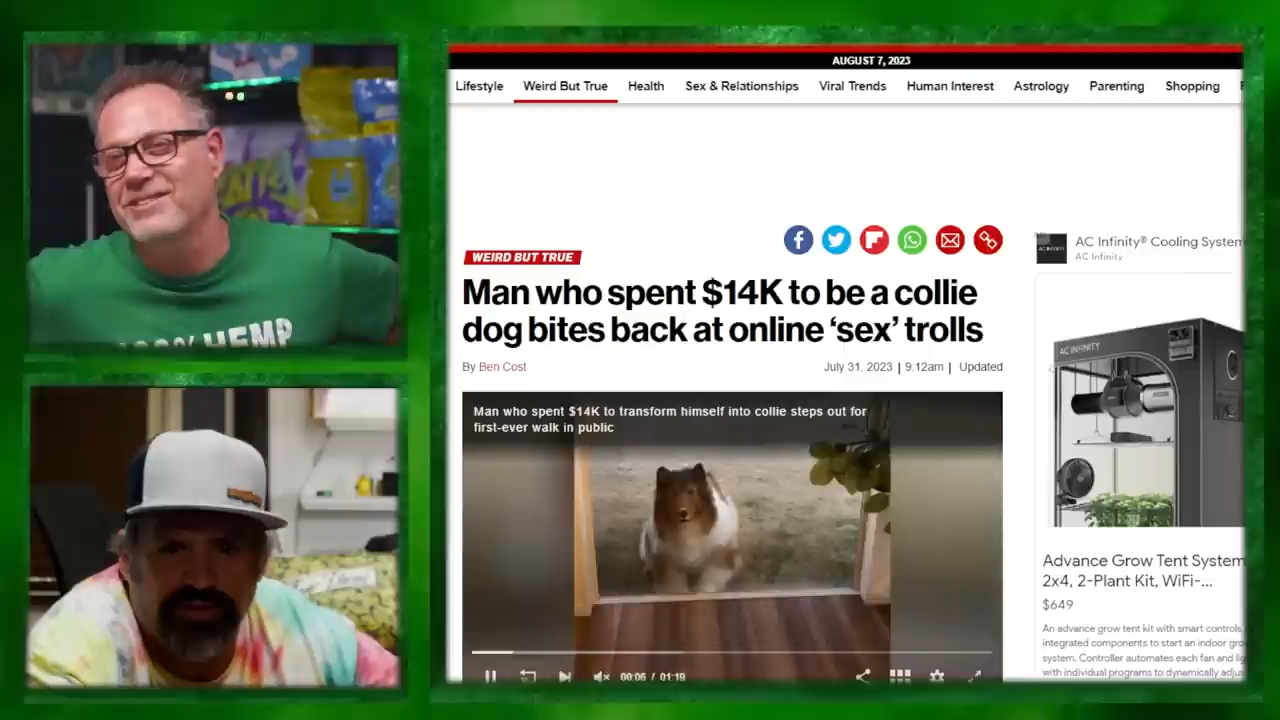 100% HEMP
AUGUST 7, 2023
Lifestyle Weird But True Health Sex & Relationships Viral Trends Human Interest Astrology Parenting Shopping
WEIRD BUT TRUE
Man who spent $14K to be a collie
dog bites back at online ‘sex’ trolls
By Ben Cost
July 31, 2023 | 9:12am | Updated
Man who spent $14K to transform himself into collie steps out for
first-ever walk in public
00:06 / 01:19
AC Infinity® Cooling System
AC Infinity
AC INFINITY
Advance Grow Tent System
2x4, 2-Plant Kit, WiFi-...
$649
An advance grow tent kit with smart controls
integrated components to start an indoor gro
system. Controller automates each fan and lig
with individual programs to dynamically adju